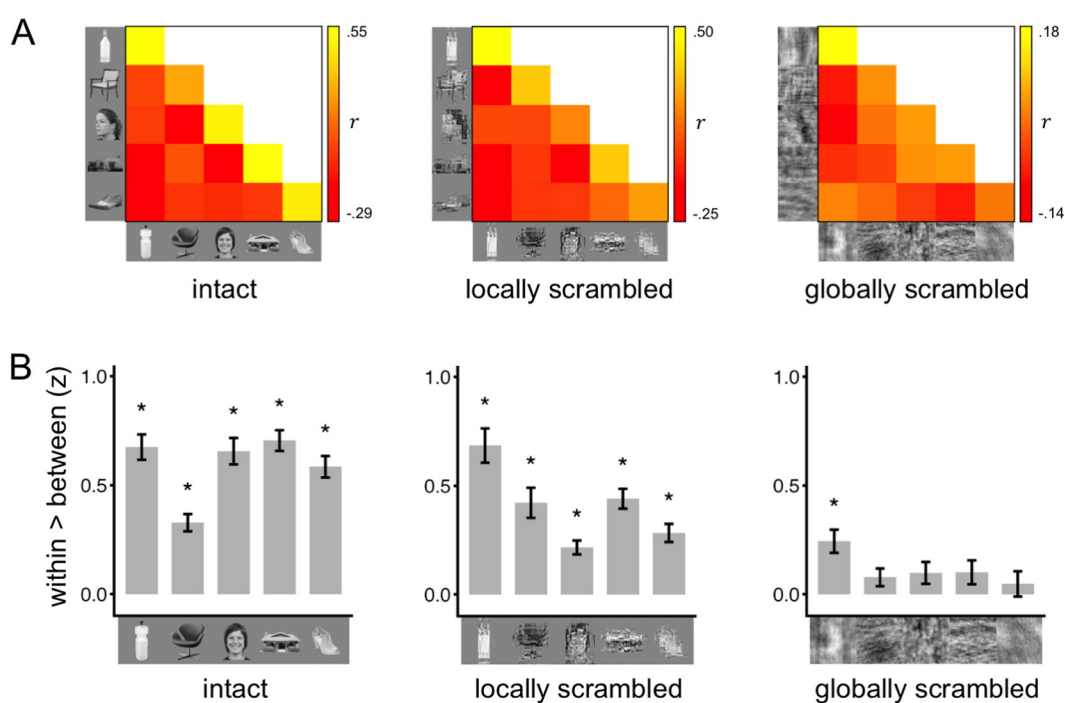 A
.55
r
-.29
intact
.50
r
-.25
locally scrambled
.18
r
-.14
globally scrambled
B
within > between (z)
1.0
0.5
0.0
* * * * *
intact
1.0
0.5
0.0
* * * * *
locally scrambled
1.0
0.5
0.0
*
globally scrambled